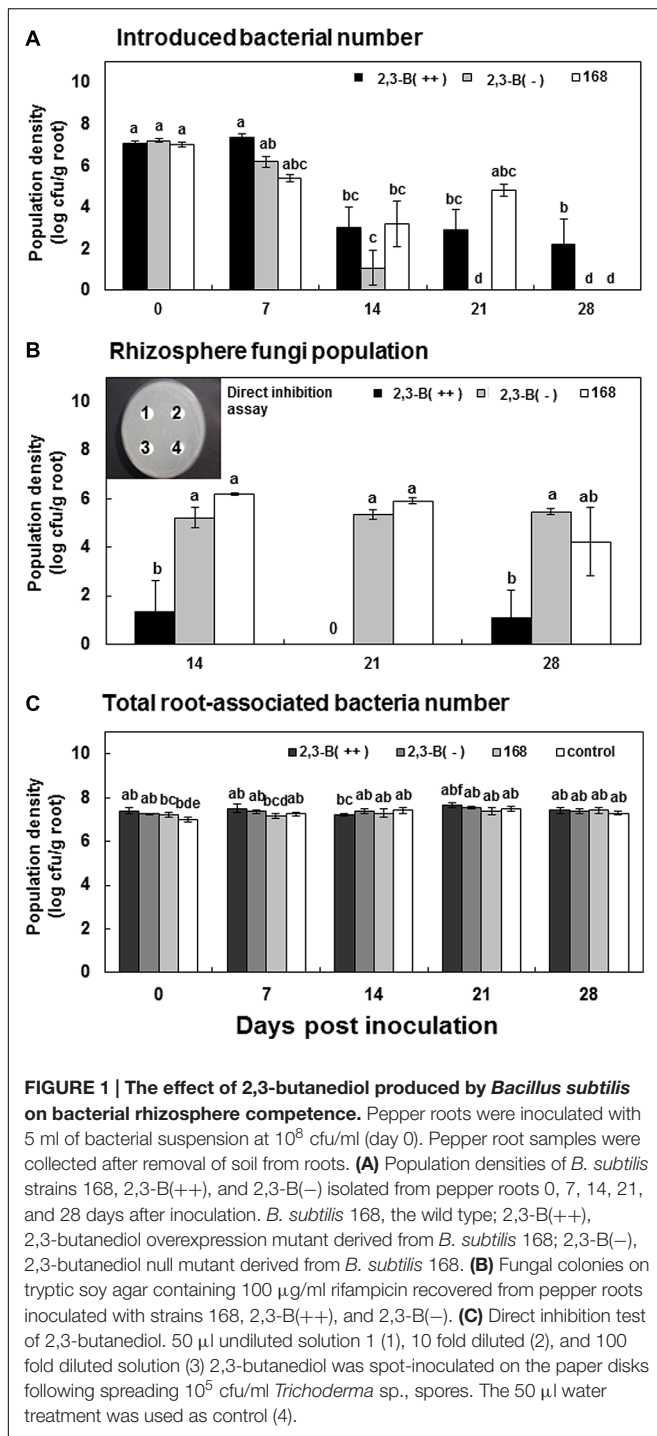 A Introduced bacterial number
2,3-B( ++ ) 2,3-B( - ) 168
Population density
(log cfu/g root)
10
8
6
4
2
0
a a a
a ab abc
bc c bc
bc d abc
b d d
0 7 14 21 28
B Rhizosphere fungi population
1 2
3 4
Direct inhibition
assay
2,3-B( ++ ) 2,3-B( - ) 168
Population density
(log cfu/g root)
10
8
6
4
2
0
b a a
0 a a
b a ab
14 21 28
C Total root-associated bacteria number
2,3-B( ++ ) 2,3-B( - ) 168 control
Population density
(log cfu/g root)
10
8
6
4
2
0
ab ab bc bde
ab ab bcd ab
bc ab ab ab
abf ab ab ab
ab ab ab ab
0 7 14 21 28
Days post inoculation
FIGURE 1 | The effect of 2,3-butanediol produced by Bacillus subtilis
on bacterial rhizosphere competence. Pepper roots were inoculated with
5 ml of bacterial suspension at 10⁸ cfu/ml (day 0). Pepper root samples were
collected after removal of soil from roots. (A) Population densities of B. subtilis
strains 168, 2,3-B(++), and 2,3-B(−) isolated from pepper roots 0, 7, 14, 21,
and 28 days after inoculation. B. subtilis 168, the wild type; 2,3-B(++),
2,3-butanediol overexpression mutant derived from B. subtilis 168; 2,3-B(−),
2,3-butanediol null mutant derived from B. subtilis 168. (B) Fungal colonies on
tryptic soy agar containing 100 μg/ml rifampicin recovered from pepper roots
inoculated with strains 168, 2,3-B(++), and 2,3-B(−). (C) Direct inhibition test
of 2,3-butanediol. 50 μl undiluted solution 1 (1), 10 fold diluted (2), and 100
fold diluted solution (3) 2,3-butanediol was spot-inoculated on the paper disks
following spreading 10⁵ cfu/ml Trichoderma sp., spores. The 50 μl water
treatment was used as control (4).